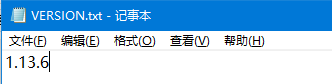 VERSION.txt - 记事本
文件(F) 编辑(E) 格式(O) 查看(V) 帮助(H)
1.13.6